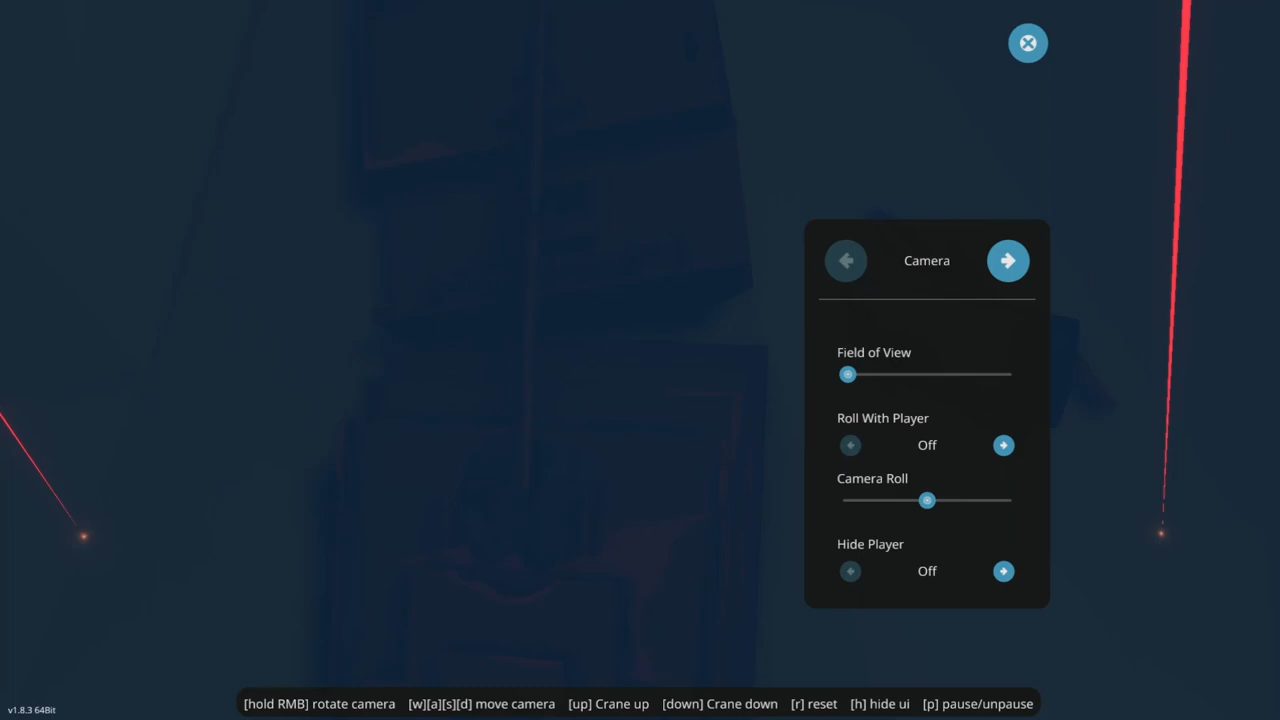 Camera
Field of View
Roll With Player
Off
Camera Roll
Hide Player
Off
[hold RMB] rotate camera [w][a][s][d] move camera [up] Crane up [down] Crane down [r] reset [h] hide ui [p] pause/unpause
v1.8.3 64Bit